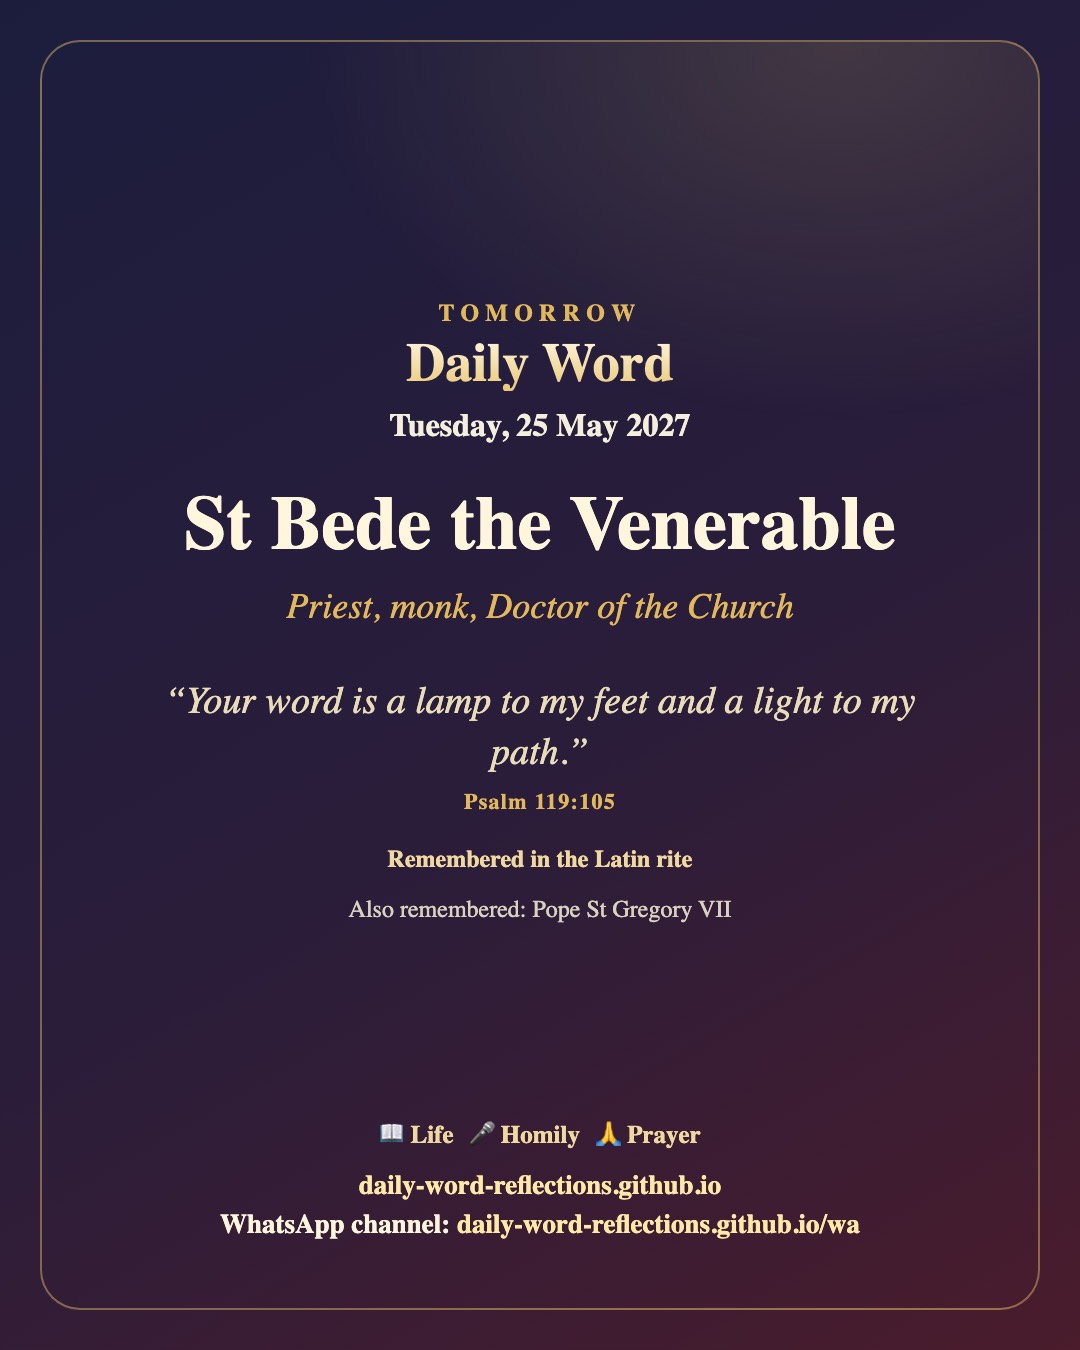 TOMORROW
Daily Word
Tuesday, 25 May 2027
St Bede the Venerable
Priest, monk, Doctor of the Church
“Your word is a lamp to my feet and a light to my
path.”
Psalm 119:105
Remembered in the Latin rite
Also remembered: Pope St Gregory VII
📖 Life 🎤 Homily 🙏 Prayer
daily-word-reflections.github.io
WhatsApp channel: daily-word-reflections.github.io/wa